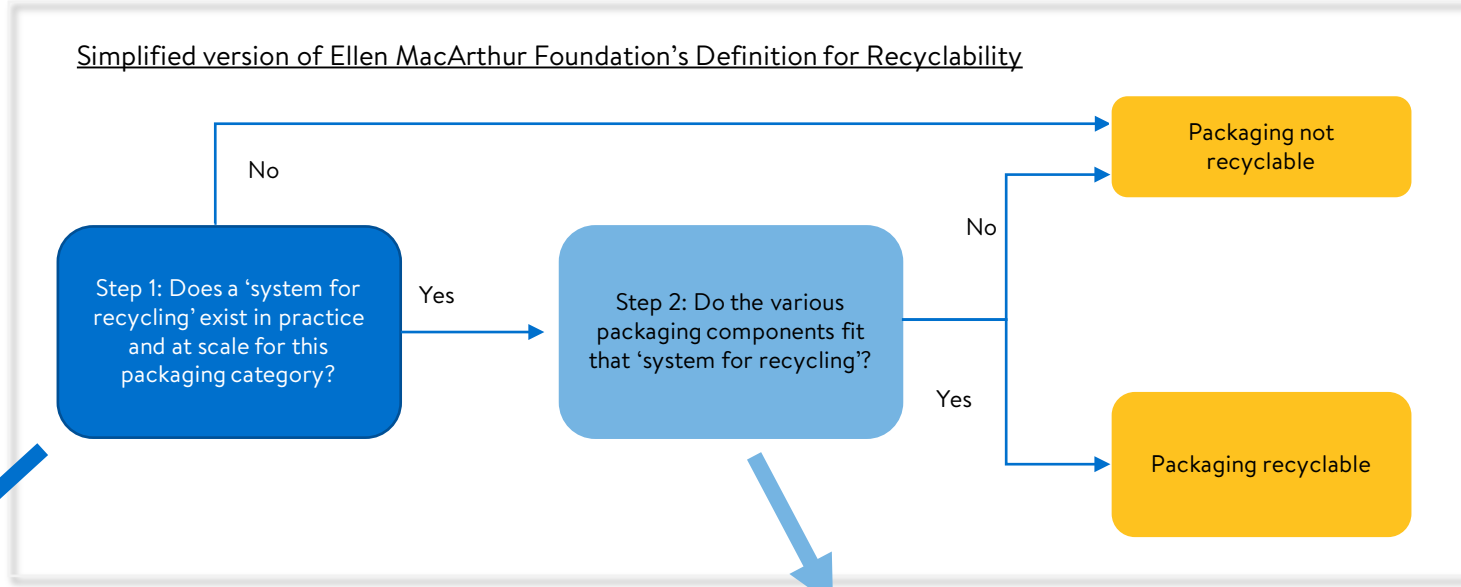 Simplified version of Ellen MacArthur Foundation’s Definition for Recyclability
No
Packaging not
recyclable
Step 1: Does a ‘system for
recycling’ exist in practice
and at scale for this
packaging category?
Yes
Step 2: Do the various
packaging components fit
that ‘system for recycling’?
No
Yes
Packaging recyclable